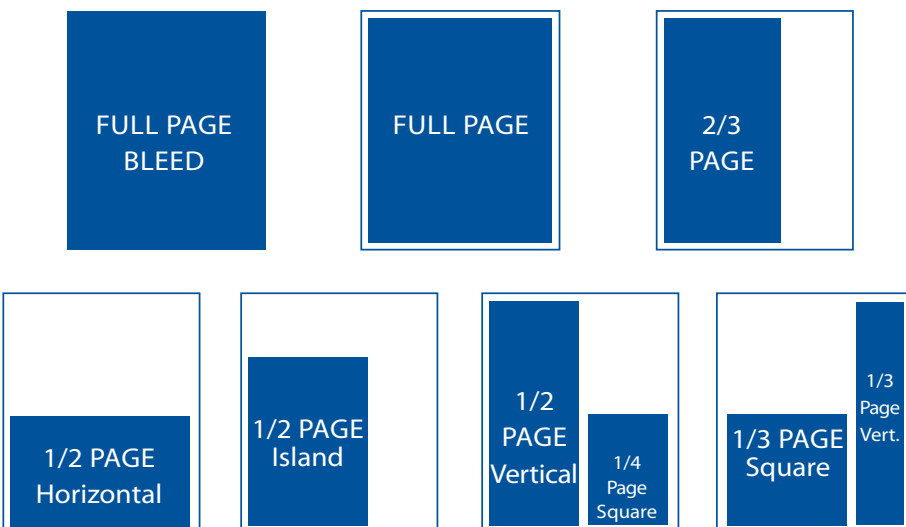 FULL PAGE
BLEED
FULL PAGE
2/3
PAGE
1/2 PAGE
Horizontal
1/2 PAGE
Island
1/2
PAGE
Vertical
1/4
Page
Square
1/3 PAGE
Square
1/3
Page
Vert.